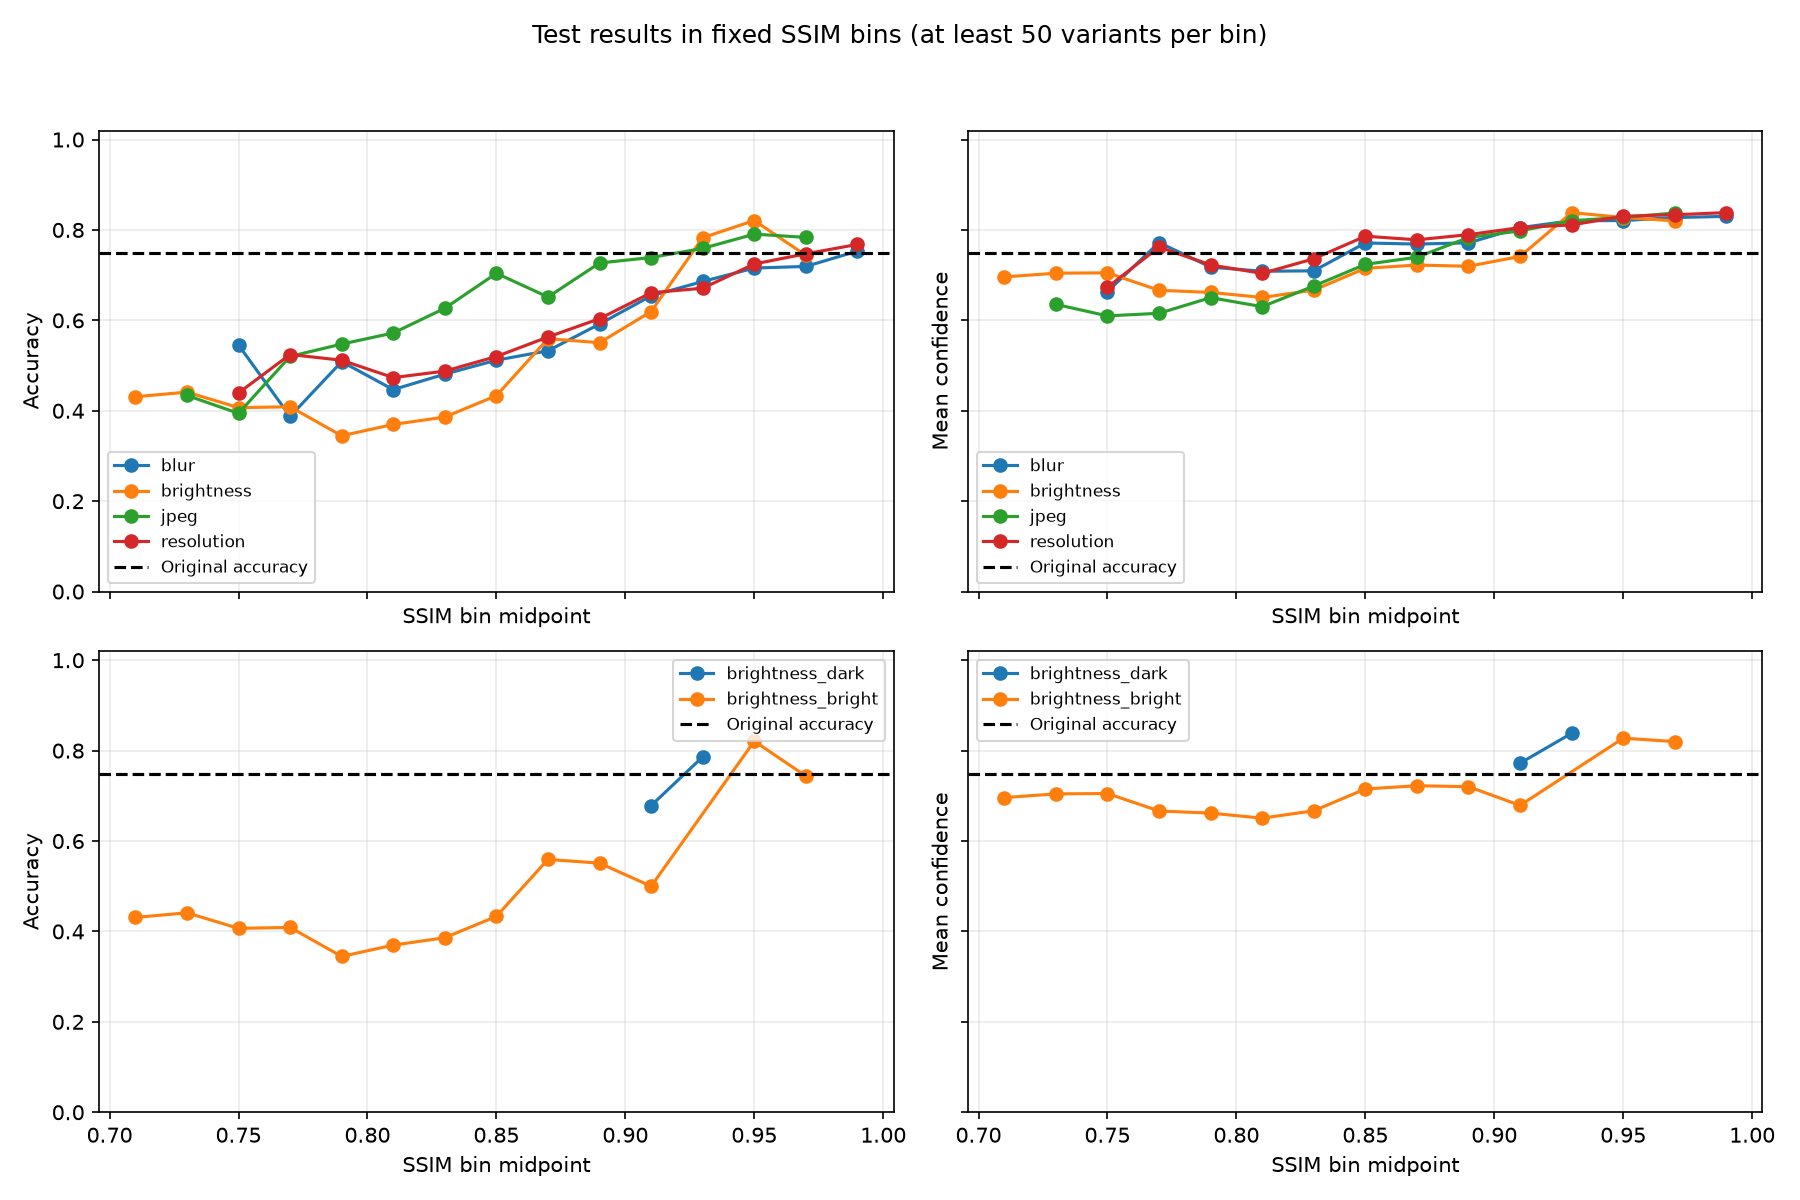 Test results in fixed SSIM bins (at least 50 variants per bin)
1.0
0.8
0.6
0.4
0.2
0.0
Accuracy
blur
brightness
jpeg
resolution
Original accuracy
SSIM bin midpoint
Mean confidence
blur
brightness
jpeg
resolution
Original accuracy
SSIM bin midpoint
1.0
0.8
0.6
0.4
0.2
0.0
Accuracy
brightness_dark
brightness_bright
Original accuracy
0.70 0.75 0.80 0.85 0.90 0.95 1.00
SSIM bin midpoint
Mean confidence
brightness_dark
brightness_bright
Original accuracy
0.70 0.75 0.80 0.85 0.90 0.95 1.00
SSIM bin midpoint